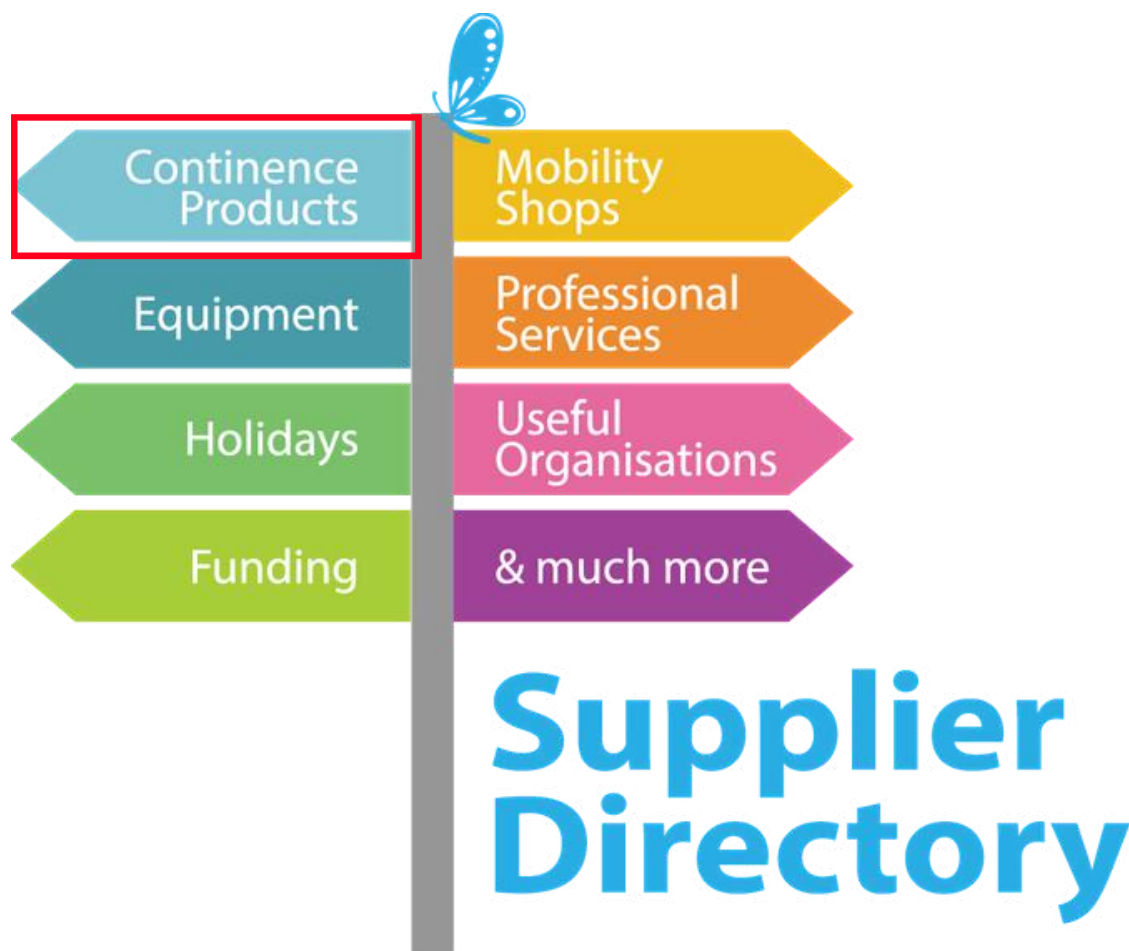 Continence
Products
Mobility
Shops
Equipment
Professional
Services
Holidays
Useful
Organisations
Funding
& much more
Supplier
Directory